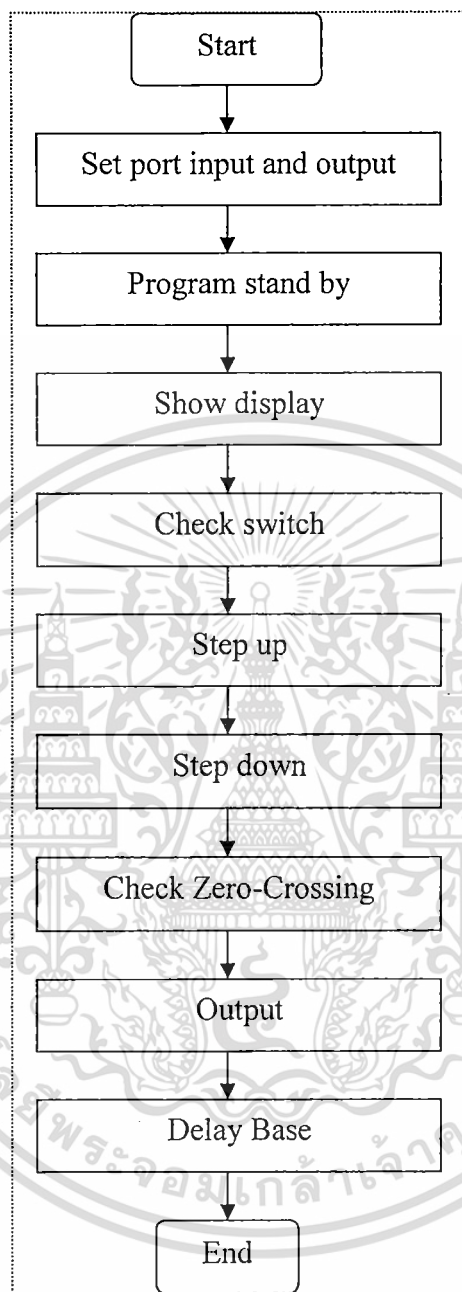 Start
Set port input and output
Program stand by
Show display
Check switch
Step up
Step down
Check Zero-Crossing
Output
Delay Base
End